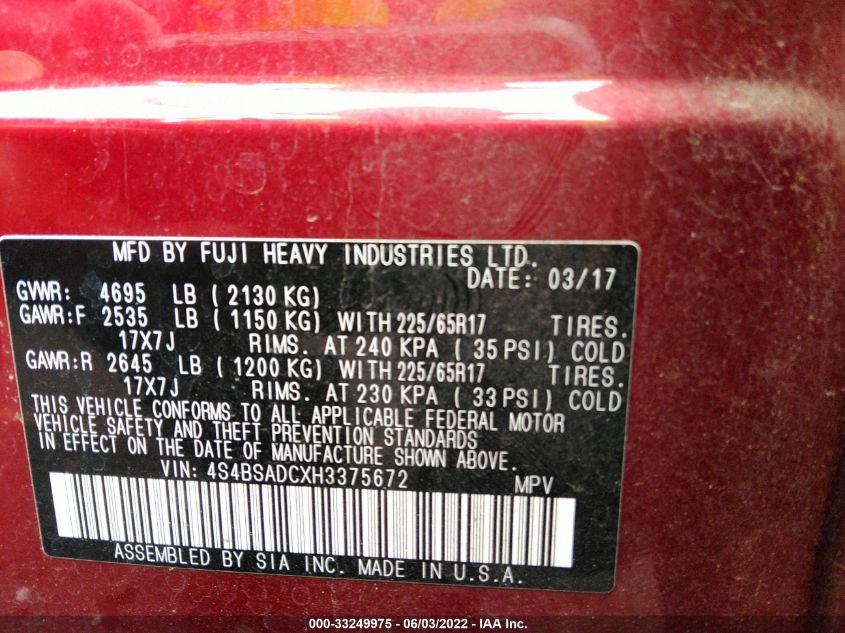 MFD BY FUJI HEAVY INDUSTRIES LTD.
DATE: 03/17
GVWR: 4695 LB ( 2130 KG)
GAWR:F 2535 LB ( 1150 KG) WITH 225/65R17 TIRES.
17X7J RIMS. AT 240 KPA ( 35 PSI) COLD
GAWR:R 2645 LB ( 1200 KG) WITH 225/65R17 TIRES.
17X7J RIMS. AT 230 KPA ( 33 PSI) COLD
THIS VEHICLE CONFORMS TO ALL APPLICABLE FEDERAL MOTOR
VEHICLE SAFETY AND THEFT PREVENTION STANDARDS
IN EFFECT ON THE DATE OF MANUFACTURE SHOWN ABOVE.
VIN: 4S4BSADCXH3375672 MPV
ASSEMBLED BY SIA INC. MADE IN U.S.A.
000-33249975 - 06/03/2022 - IAA Inc.